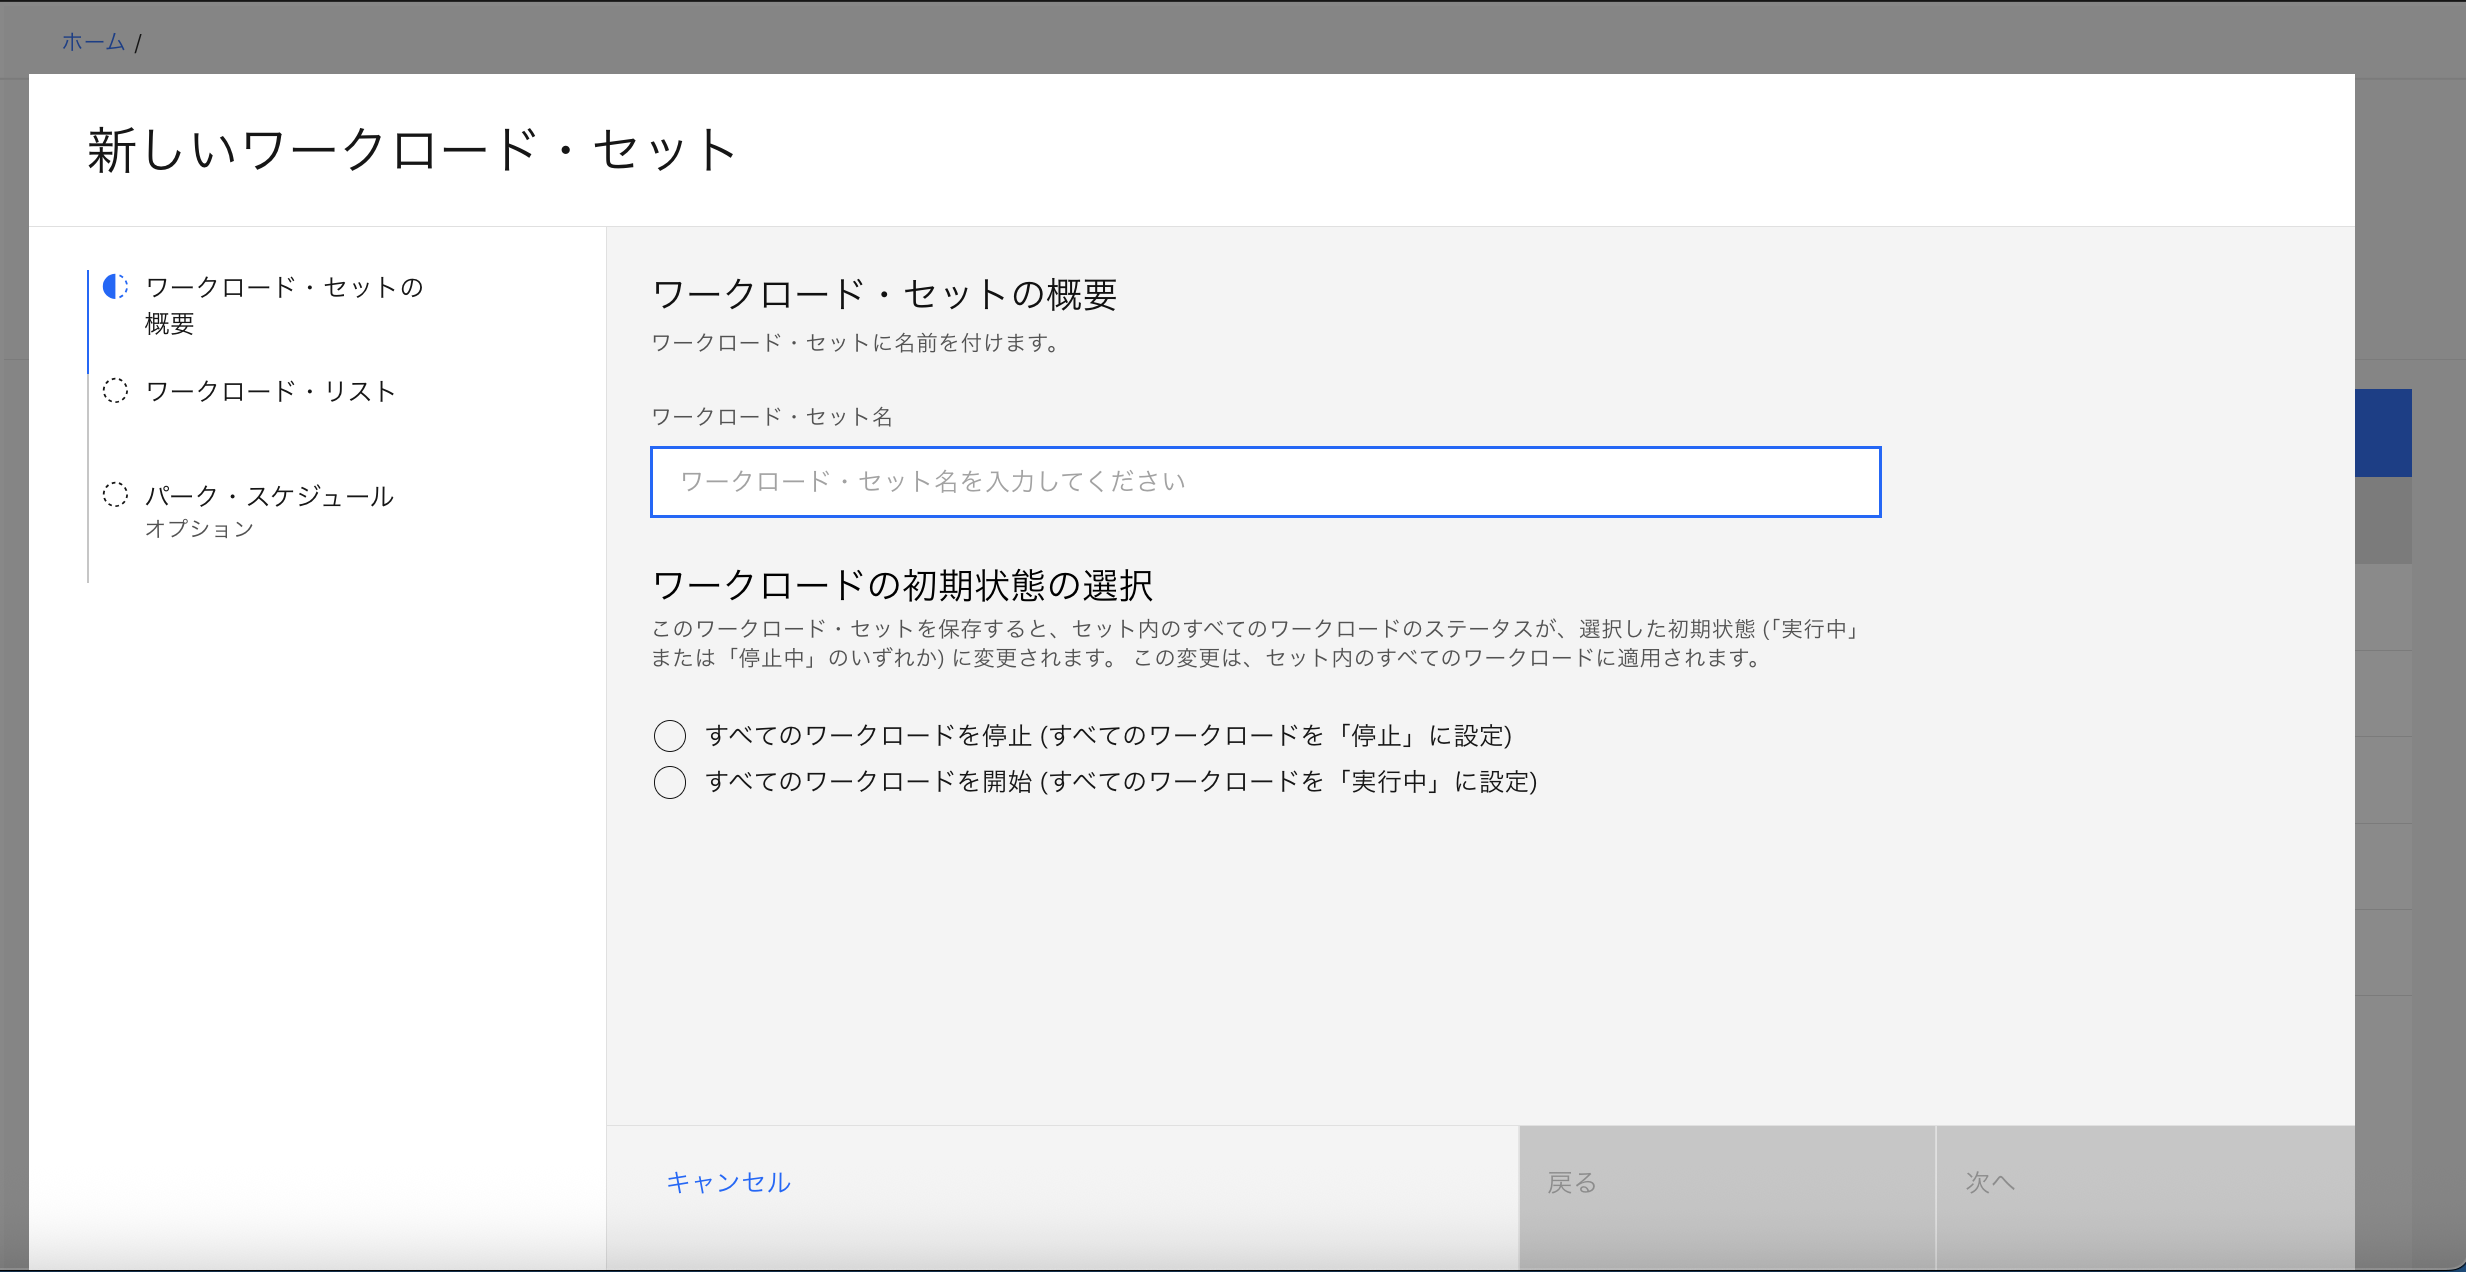 ホーム /
新しいワークロード・セット
ワークロード・セットの
概要
ワークロード・リスト
パーク・スケジュール
オプション
ワークロード・セットの概要
ワークロード・セットに名前を付けます。
ワークロード・セット名
ワークロード・セット名を入力してください
ワークロードの初期状態の選択
このワークロード・セットを保存すると、セット内のすべてのワークロードのステータスが、選択した初期状態 (「実行中」
または「停止中」のいずれか) に変更されます。 この変更は、セット内のすべてのワークロードに適用されます。
すべてのワークロードを停止 (すべてのワークロードを「停止」に設定)
すべてのワークロードを開始 (すべてのワークロードを「実行中」に設定)
キャンセル
戻る
次へ